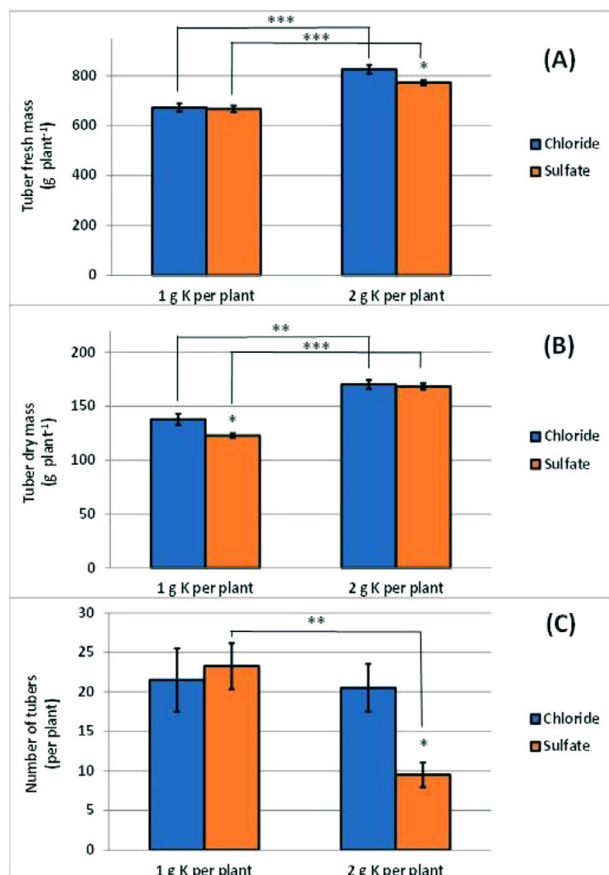 ***
***
*
(A)
Tuber fresh mass
(g plant⁻¹)
800
600
400
200
0
Chloride
Sulfate
1 g K per plant
2 g K per plant
**
***
*
(B)
Tuber dry mass
(g plant⁻¹)
200
150
100
50
0
Chloride
Sulfate
1 g K per plant
2 g K per plant
**
*
(C)
Number of tubers
(per plant)
30
25
20
15
10
5
0
Chloride
Sulfate
1 g K per plant
2 g K per plant